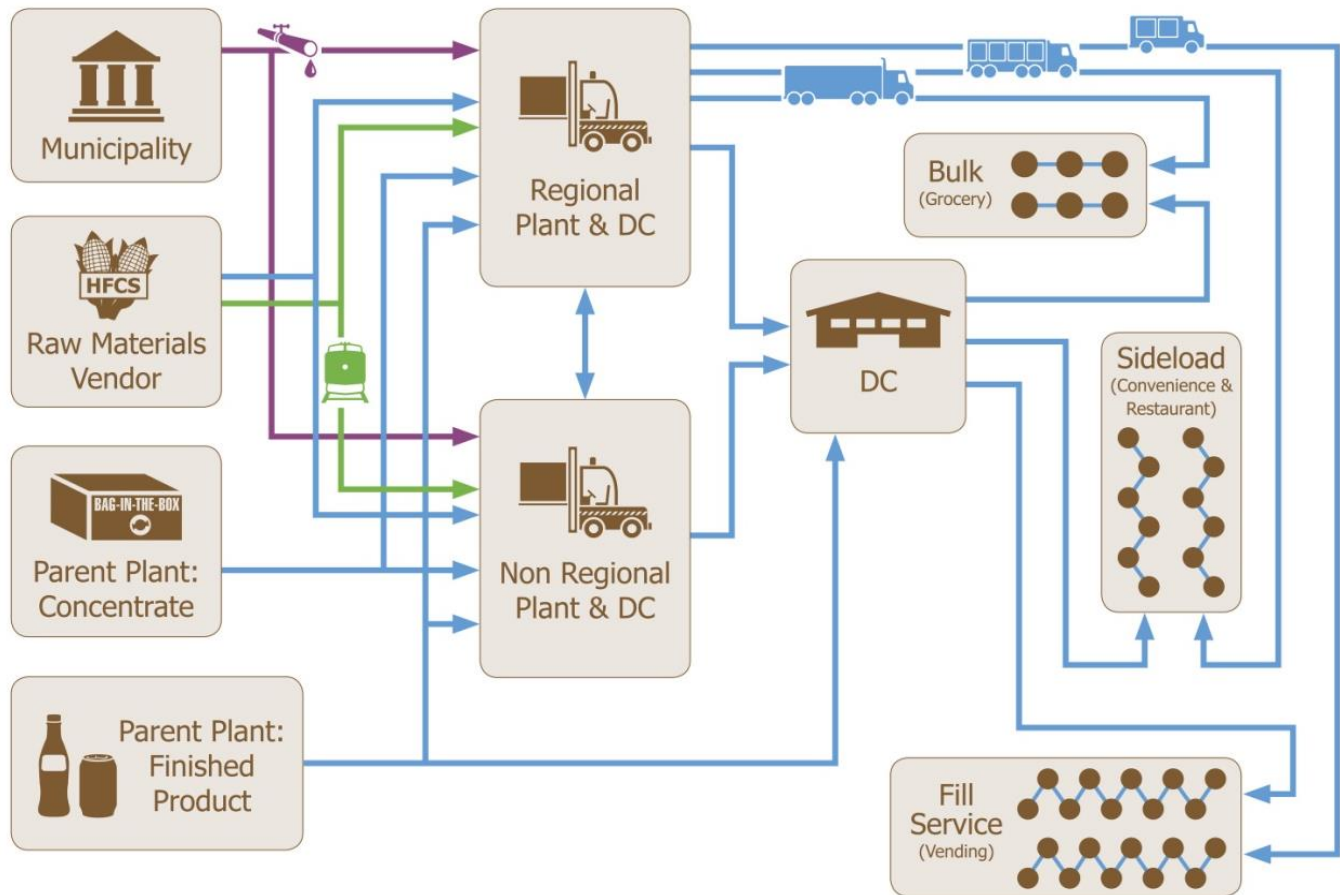 Municipality
HFCS
Raw Materials
Vendor
BAG-IN-THE-BOX
Parent Plant:
Concentrate
Parent Plant:
Finished
Product
Regional
Plant & DC
Non Regional
Plant & DC
DC
Bulk
(Grocery)
Sideload
(Convenience &
Restaurant)
Fill
Service
(Vending)